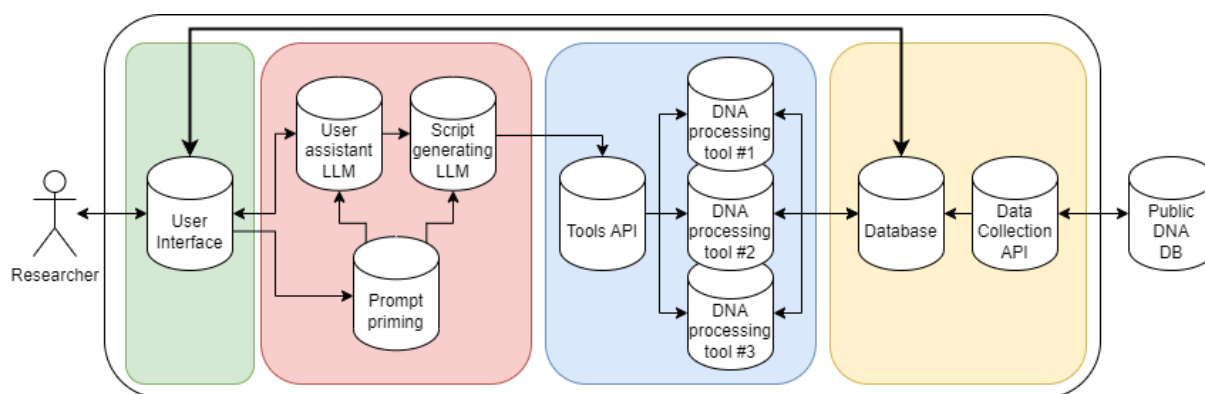 Researcher
User
Interface
User
assistant
LLM
Script
generating
LLM
Prompt
priming
Tools API
DNA
processing
tool #1
DNA
processing
tool #2
DNA
processing
tool #3
Database
Data
Collection
API
Public
DNA
DB